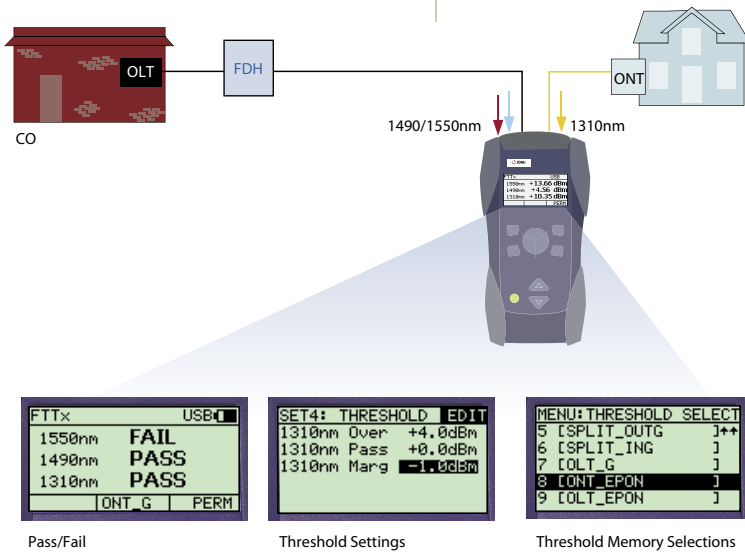 OLT
FDH
ONT
CO
1490/1550nm
1310nm
JDSU
FTTx USB
1550nm +13.66 dBm
1490nm +4.56 dBm
1310nm +10.35 dBm
PERM
FTTx USB
1550nm FAIL
1490nm PASS
1310nm PASS
ONT_G PERM
Pass/Fail
SET4: THRESHOLD EDIT
1310nm Over +4.0dBm
1310nm Pass +0.0dBm
1310nm Marg -1.0dBm
Threshold Settings
MENU:THRESHOLD SELECT
5 [SPLIT_OUTG ]↑↑
6 [SPLIT_ING ]
7 [OLT_G ]
8 [ONT_EPON ]
9 [OLT_EPON ]
Threshold Memory Selections